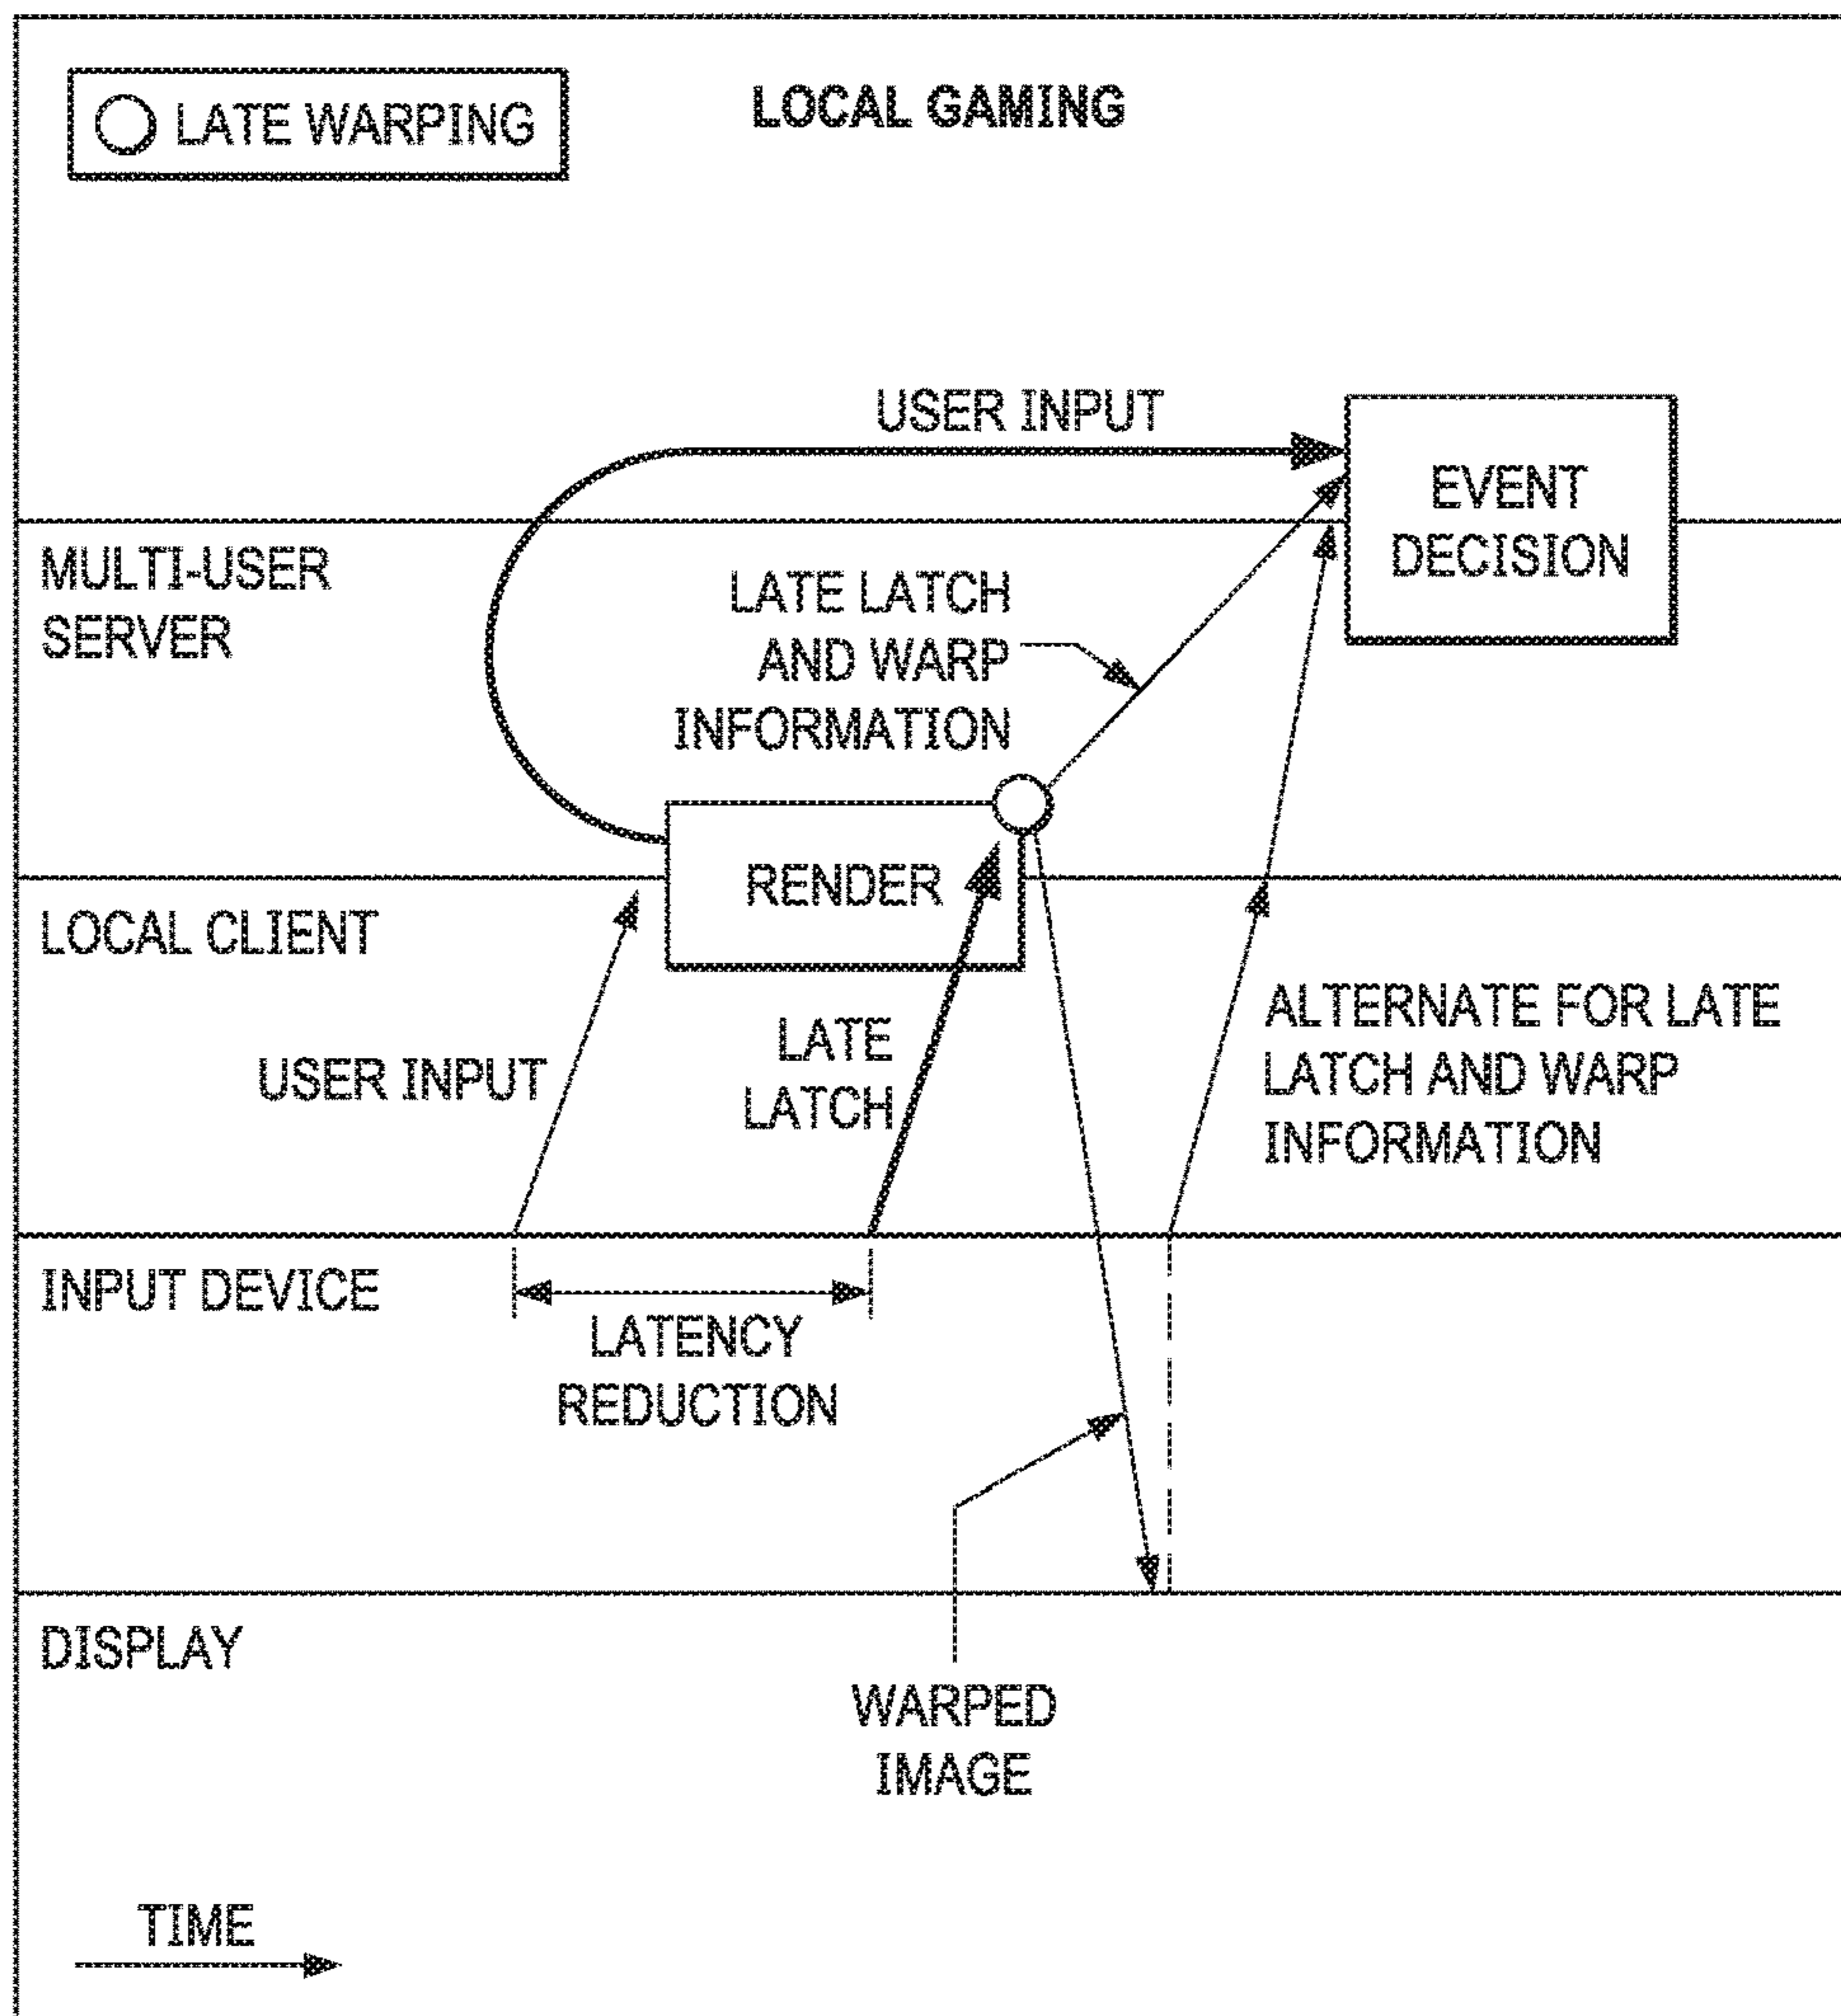 LATE WARPING
LOCAL GAMING
USER INPUT
EVENT
DECISION
MULTI-USER
SERVER
LATE LATCH
AND WARP
INFORMATION
RENDER
LOCAL CLIENT
USER INPUT
LATE
LATCH
ALTERNATE FOR LATE
LATCH AND WARP
INFORMATION
INPUT DEVICE
LATENCY
REDUCTION
DISPLAY
WARPED
IMAGE
TIME